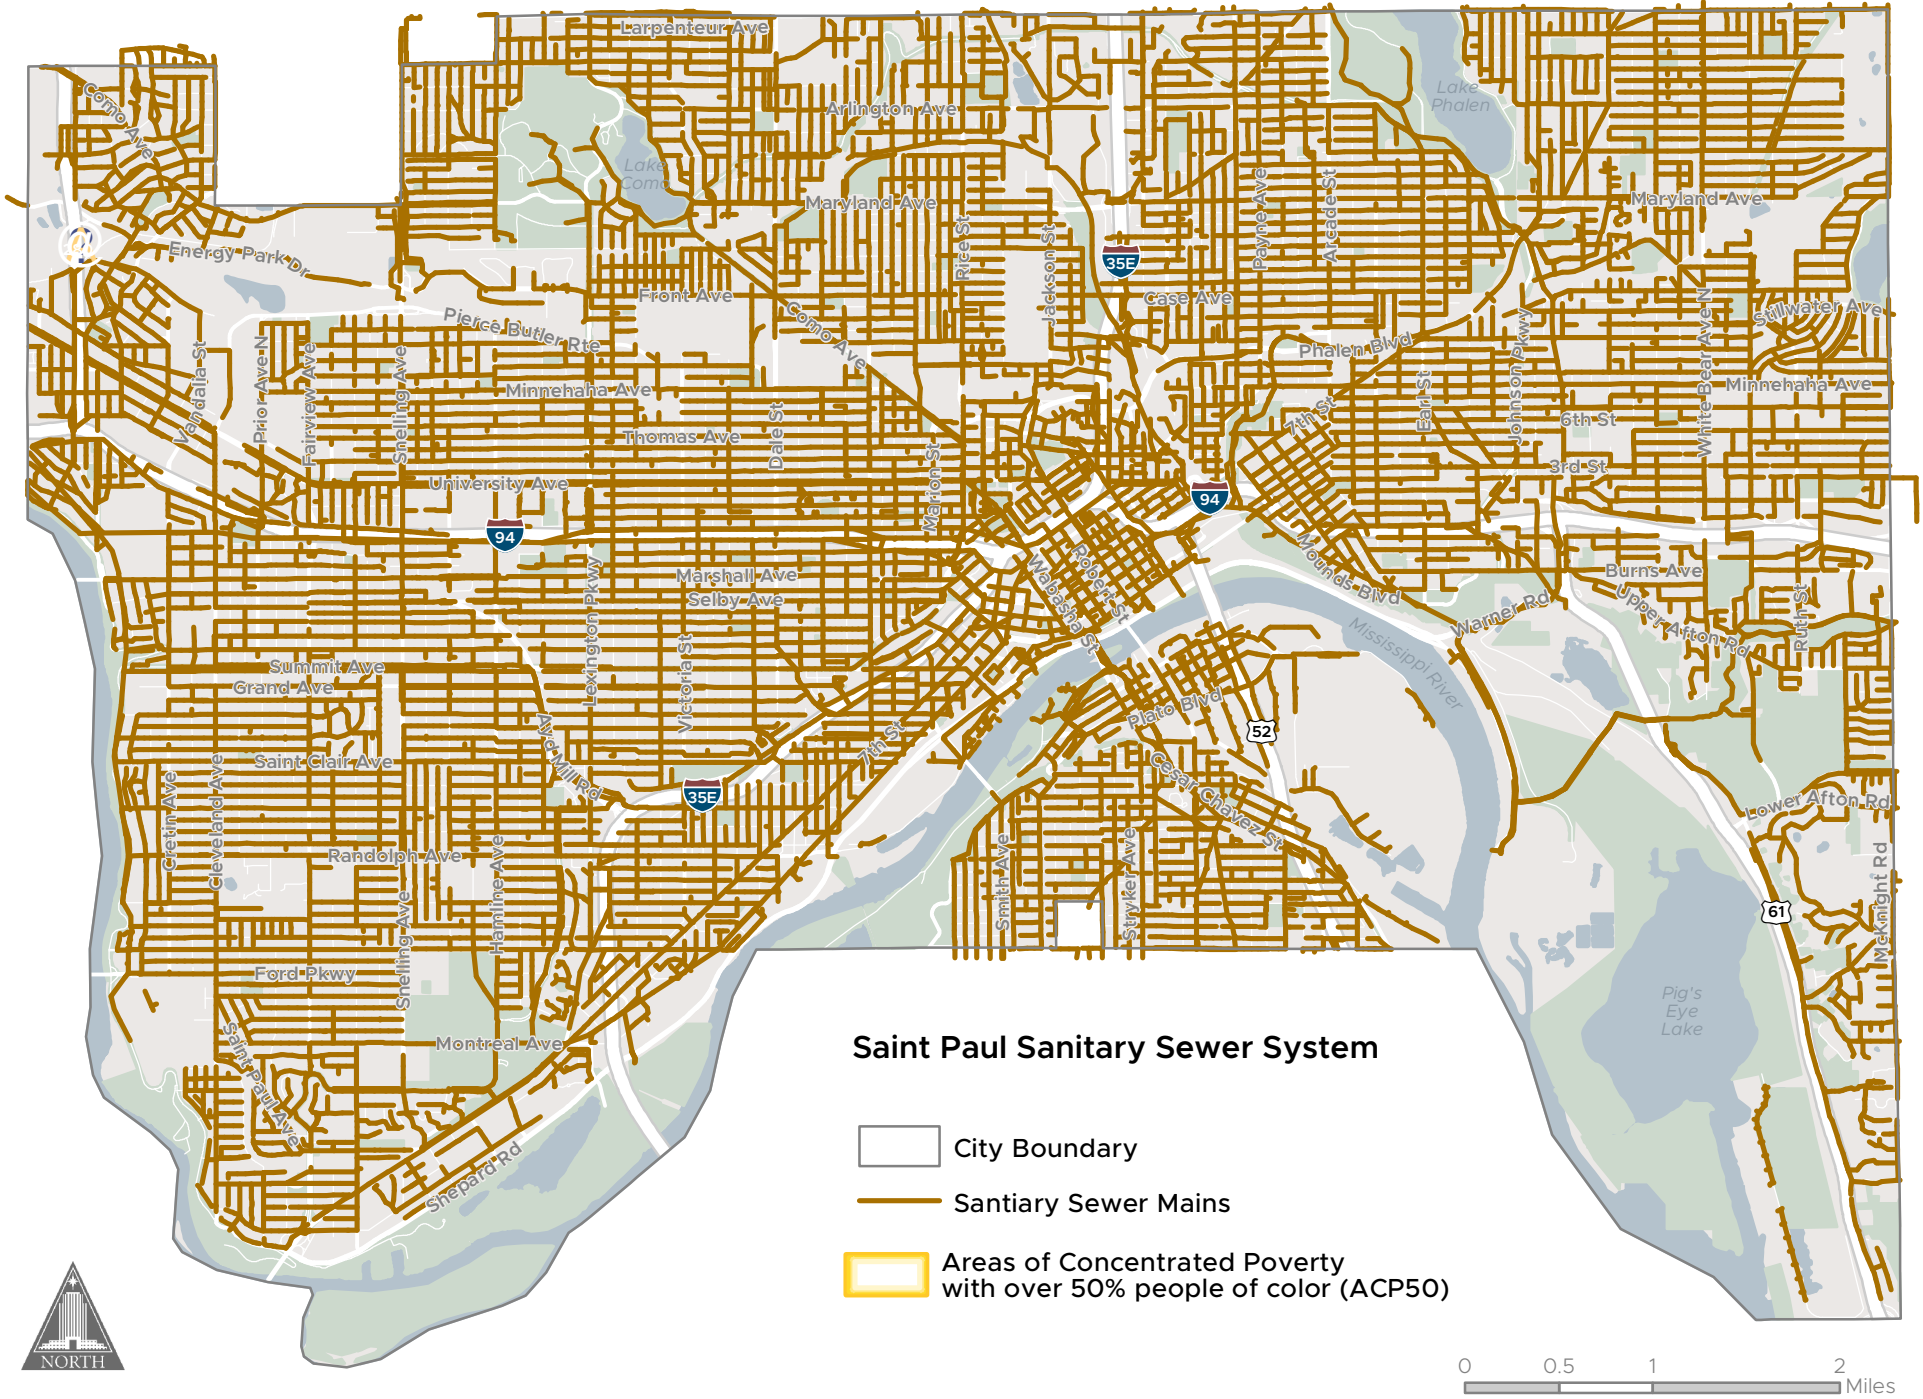 Larpenteur Ave
Como Ave
Lake
Phalen
Arlington Ave
Lake
Como
Maryland Ave
Maryland Ave
Payne Ave
Arcade St
Rice St
Jackson St
Energy Park Dr
35E
Front Ave
Case Ave
Como Ave
White Bear Ave N
Stillwater Ave
Pierce Butler Rte
Phalen Blvd
Johnson Pkwy
Vandalia St
Prior Ave N
Fairview Ave
Snelling Ave
Minnehaha Ave
Minnehaha Ave
Earl St
7th St
6th St
Dale St
Thomas Ave
Marion St
3rd St
University Ave
94
94
Robert St
Wabasha St
Mounds Blvd
Burns Ave
Marshall Ave
Selby Ave
Lexington Pkwy
Warner Rd
Upper Afton Rd
Ruth St
Mississippi River
Summit Ave
Grand Ave
Victoria St
Plato Blvd
52
Ayd Mill Rd
7th St
Saint Clair Ave
Cesar Chavez St
35E
Cretin Ave
Cleveland Ave
Lower Afton Rd
Randolph Ave
Hamline Ave
Smith Ave
Stryker Ave
McKnight Rd
61
Snelling Ave
Ford Pkwy
Pig's
Eye
Lake
Saint Paul Ave
Montreal Ave
Shepard Rd
Saint Paul Sanitary Sewer System
City Boundary
Santiary Sewer Mains
Areas of Concentrated Poverty
with over 50% people of color (ACP50)
NORTH
0 0.5 1 2
Miles